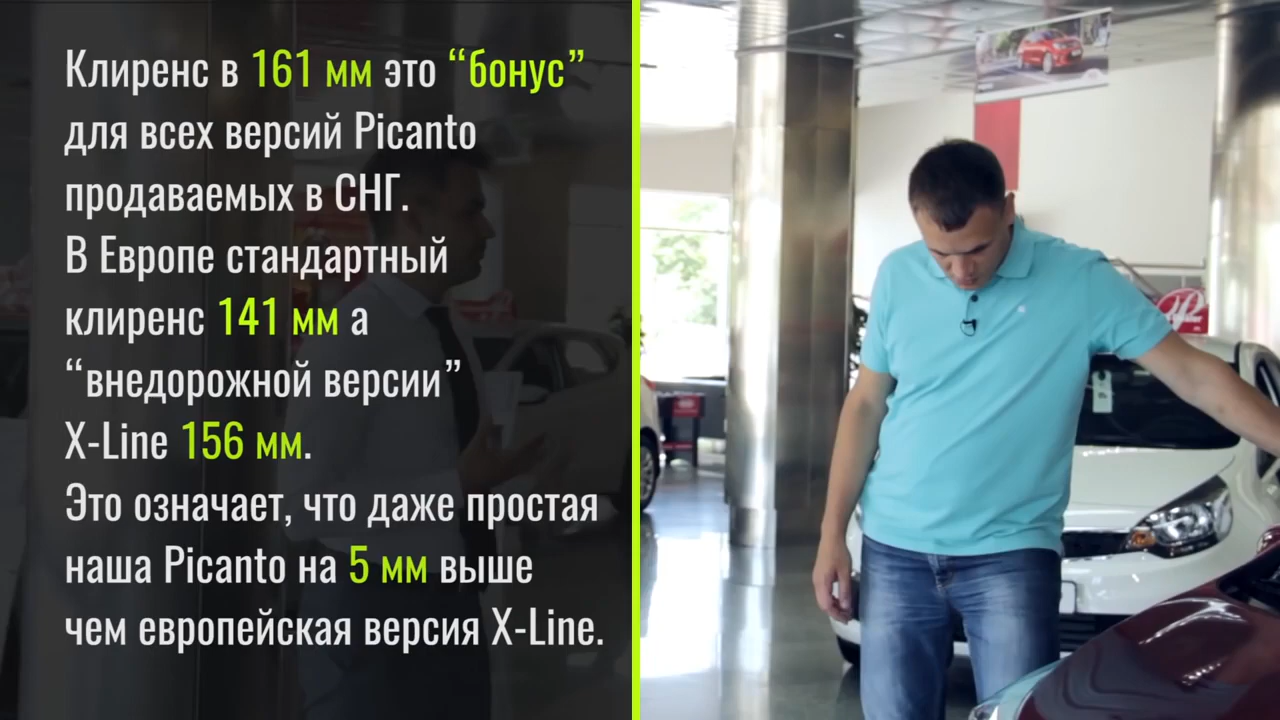 Клиренс в 161 мм это “бонус”
для всех версий Picanto
продаваемых в СНГ.
В Европе стандартный
клиренс 141 мм а
“внедорожной версии”
X-Line 156 мм.
Это означает, что даже простая
наша Picanto на 5 мм выше
чем европейская версия X-Line.